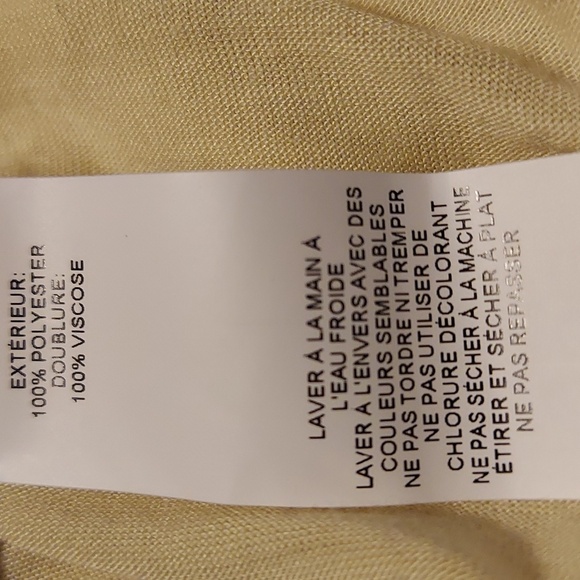 EXTÉRIEUR:
100% POLYESTER
DOUBLURE:
100% VISCOSE
LAVER À LA MAIN À
L'EAU FROIDE
LAVER À L'ENVERS AVEC DES
COULEURS SEMBLABLES
NE PAS TORDRE NI TREMPER
NE PAS UTILISER DE
CHLORURE DÉCOLORANT
NE PAS SÉCHER À LA MACHINE
ÉTIRER ET SÉCHER À PLAT
NE PAS REPASSER